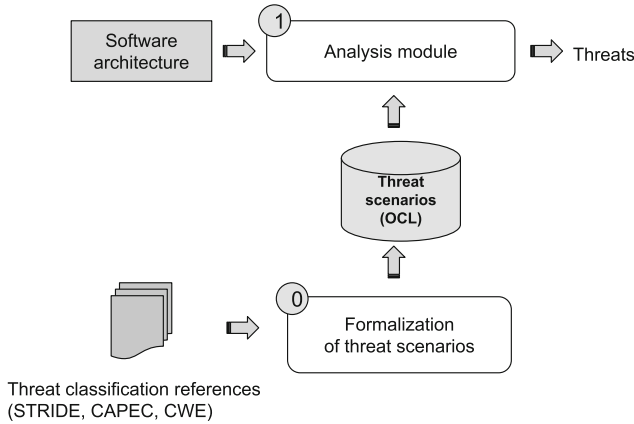 1
Software
architecture
Analysis module
Threats
Threat
scenarios
(OCL)
0
Formalization
of threat scenarios
Threat classification references
(STRIDE, CAPEC, CWE)